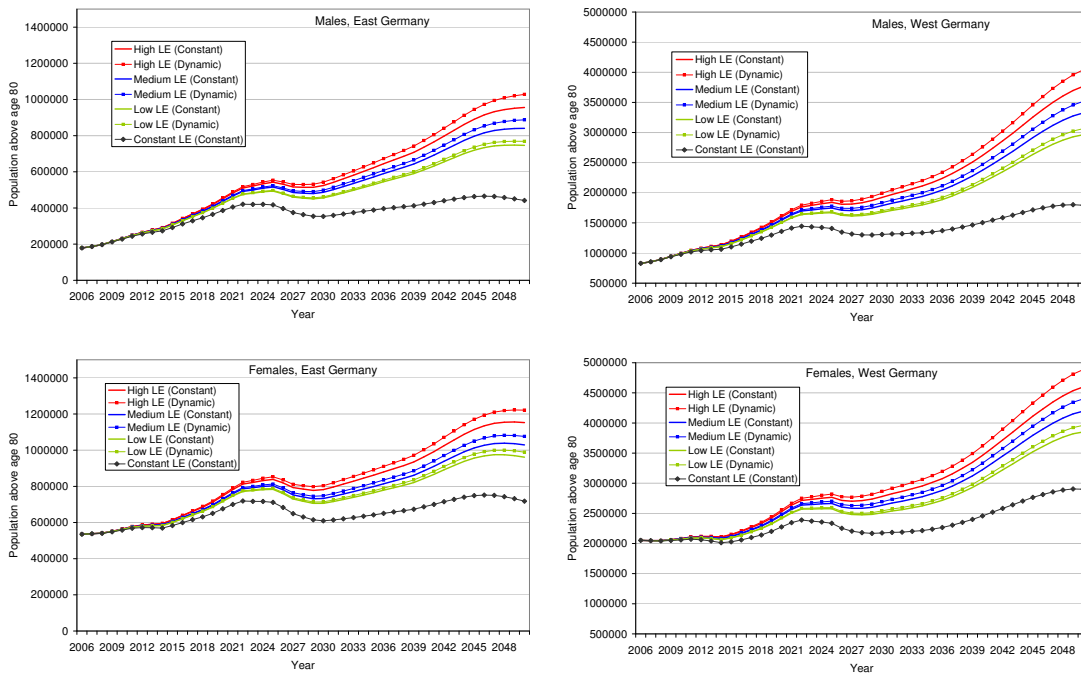 Males, East Germany
Population above age 80
1400000
1200000
1000000
800000
600000
400000
200000
0
High LE (Constant)
High LE (Dynamic)
Medium LE (Constant)
Medium LE (Dynamic)
Low LE (Constant)
Low LE (Dynamic)
Constant LE (Constant)
2006 2009 2012 2015 2018 2021 2024 2027 2030 2033 2036 2039 2042 2045 2048
Year
Males, West Germany
Population above age 80
5000000
4500000
4000000
3500000
3000000
2500000
2000000
1500000
1000000
500000
High LE (Constant)
High LE (Dynamic)
Medium LE (Constant)
Medium LE (Dynamic)
Low LE (Constant)
Low LE (Dynamic)
Constant LE (Constant)
2006 2009 2012 2015 2018 2021 2024 2027 2030 2033 2036 2039 2042 2045 2048
Year
Females, East Germany
Population above age 80
1400000
1200000
1000000
800000
600000
400000
200000
0
High LE (Constant)
High LE (Dynamic)
Medium LE (Constant)
Medium LE (Dynamic)
Low LE (Constant)
Low LE (Dynamic)
Constant LE (Constant)
2006 2009 2012 2015 2018 2021 2024 2027 2030 2033 2036 2039 2042 2045 2048
Year
Females, West Germany
Population above age 80
5000000
4500000
4000000
3500000
3000000
2500000
2000000
1500000
1000000
500000
High LE (Constant)
High LE (Dynamic)
Medium LE (Constant)
Medium LE (Dynamic)
Low LE (Constant)
Low LE (Dynamic)
Constant LE (Constant)
2006 2009 2012 2015 2018 2021 2024 2027 2030 2033 2036 2039 2042 2045 2048
Year